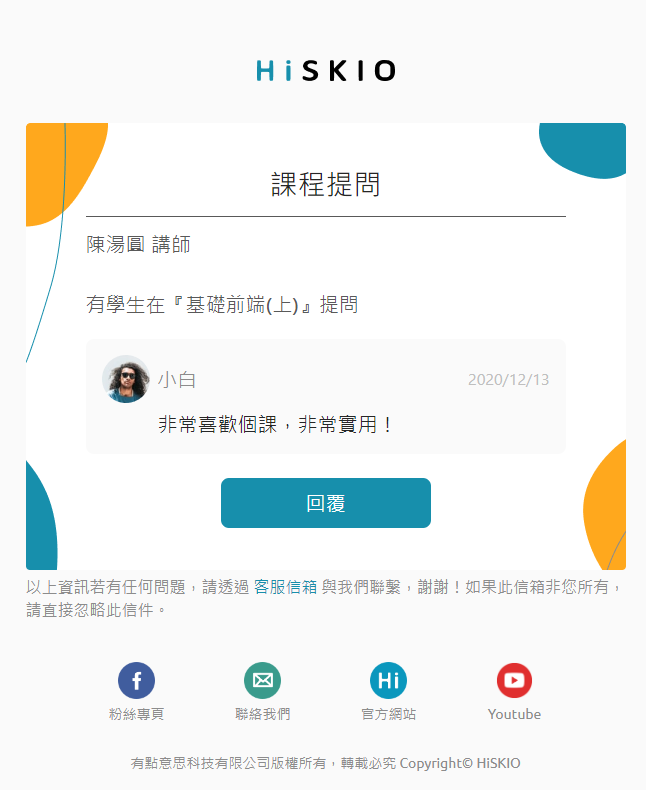 HiSKIO
課程提問
陳湯圓 講師
有學生在『基礎前端(上)』提問
小白
2020/12/13
非常喜歡個課，非常實用！
回覆
以上資訊若有任何問題，請透過 客服信箱 與我們聯繫，謝謝！如果此信箱非您所有，
請直接忽略此信件。
Hi
粉絲專頁
聯絡我們
官方網站
Youtube
有點意思科技有限公司版權所有，轉載必究 Copyright© HiSKIO